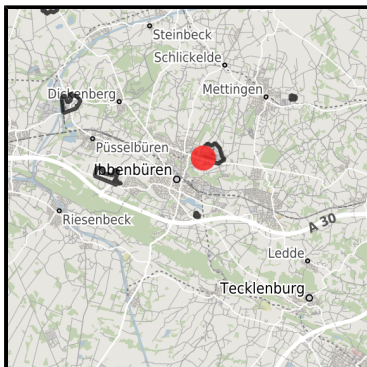 Steinbeck
Schlickelde
Dickenberg
Mettingen
Püsselbüren
Ibbenbüren
Riesenbeck
A 30
Ledde
Tecklenburg